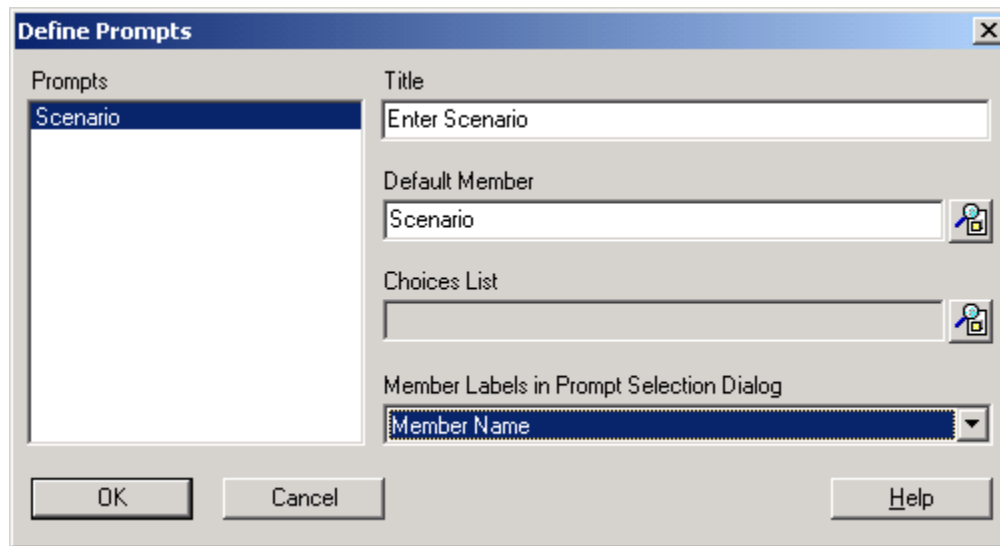 Define Prompts
Prompts
Scenario
Title
Enter Scenario
Default Member
Scenario
Choices List
Member Labels in Prompt Selection Dialog
Member Name
OK
Cancel
Help